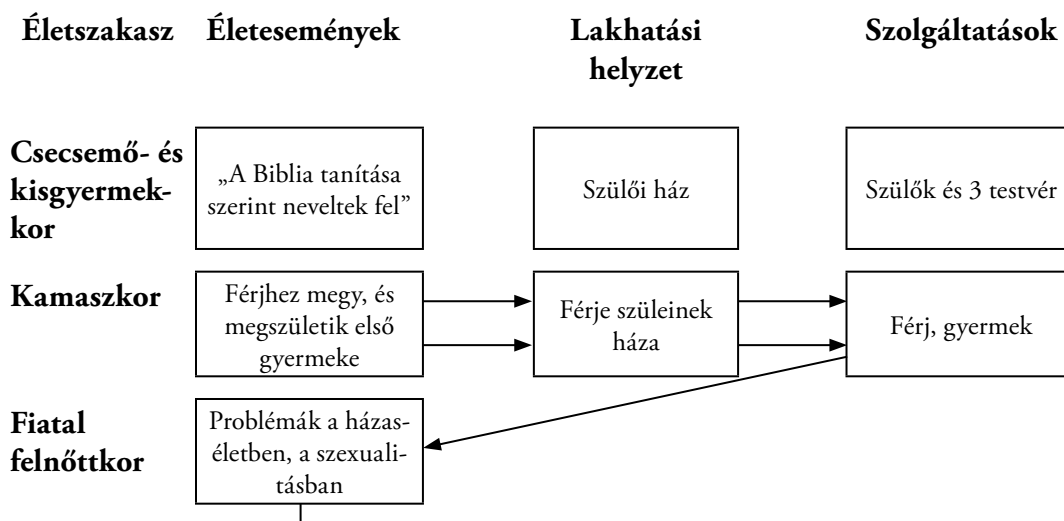 Életszakasz Életesemények Lakhatási helyzet Szolgáltatások
Csecsemő- és
kisgyermek-
kor
„A Biblia tanítása
szerint neveltek fel”
Szülői ház
Szülők és 3 testvér
Kamaszkor
Férjhez megy, és
megszületik első
gyermeke
Férje szüleinek
háza
Férj, gyermek
Fiatal
felnőttkor
Problémák a házas-
életben, a szexuali-
tásban